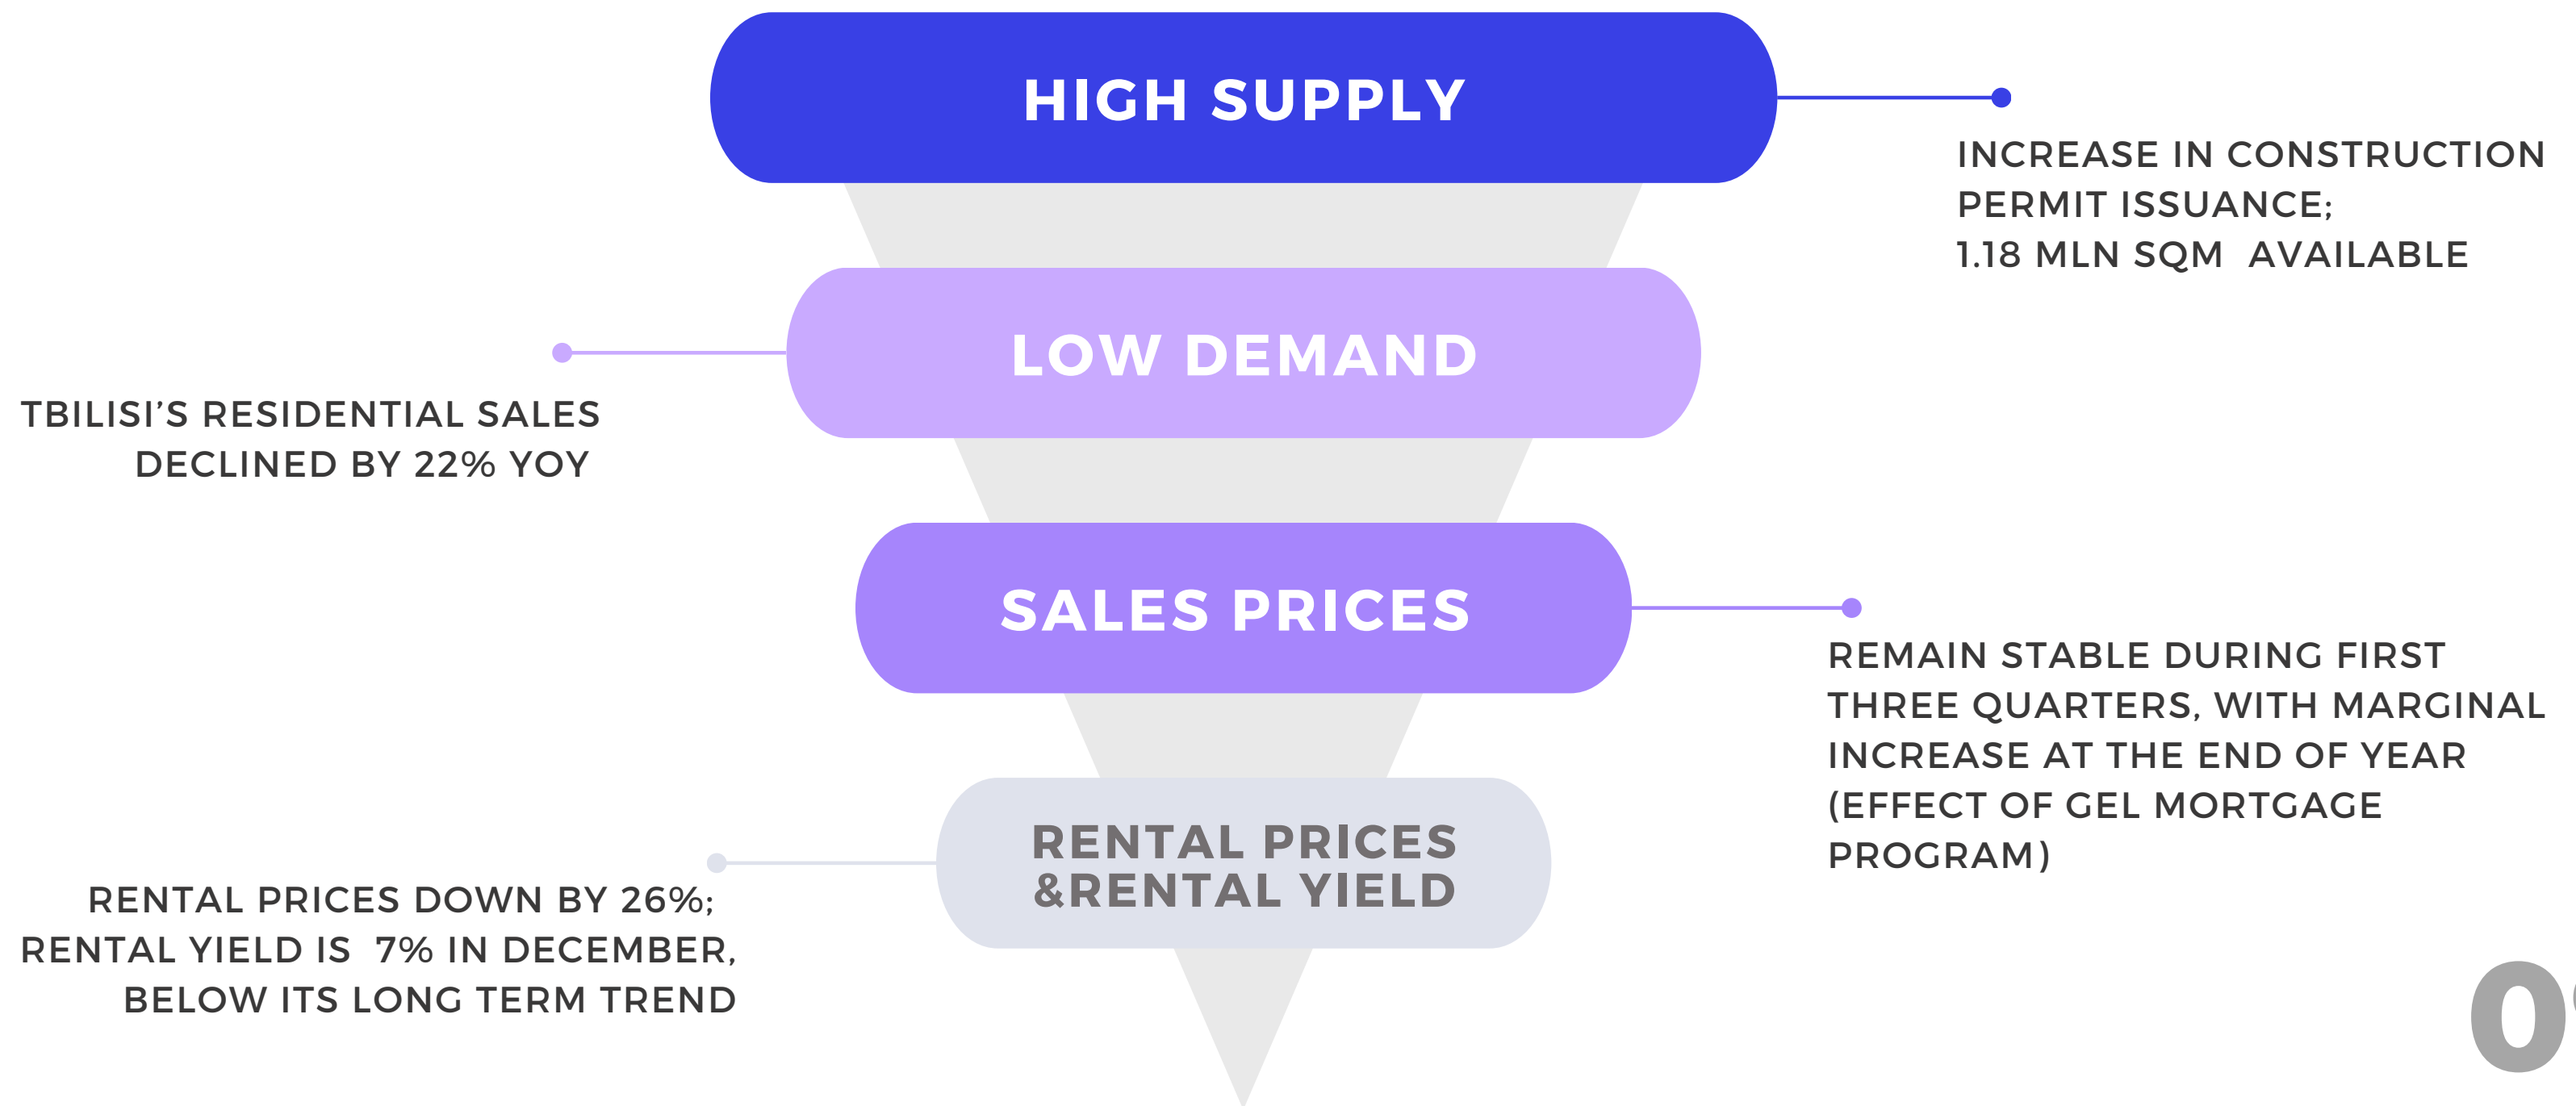 HIGH SUPPLY
INCREASE IN CONSTRUCTION
PERMIT ISSUANCE;
1.18 MLN SQM AVAILABLE
LOW DEMAND
TBILISI’S RESIDENTIAL SALES
DECLINED BY 22% YOY
SALES PRICES
REMAIN STABLE DURING FIRST
THREE QUARTERS, WITH MARGINAL
INCREASE AT THE END OF YEAR
(EFFECT OF GEL MORTGAGE
PROGRAM)
RENTAL PRICES
&RENTAL YIELD
RENTAL PRICES DOWN BY 26%;
RENTAL YIELD IS 7% IN DECEMBER,
BELOW ITS LONG TERM TREND